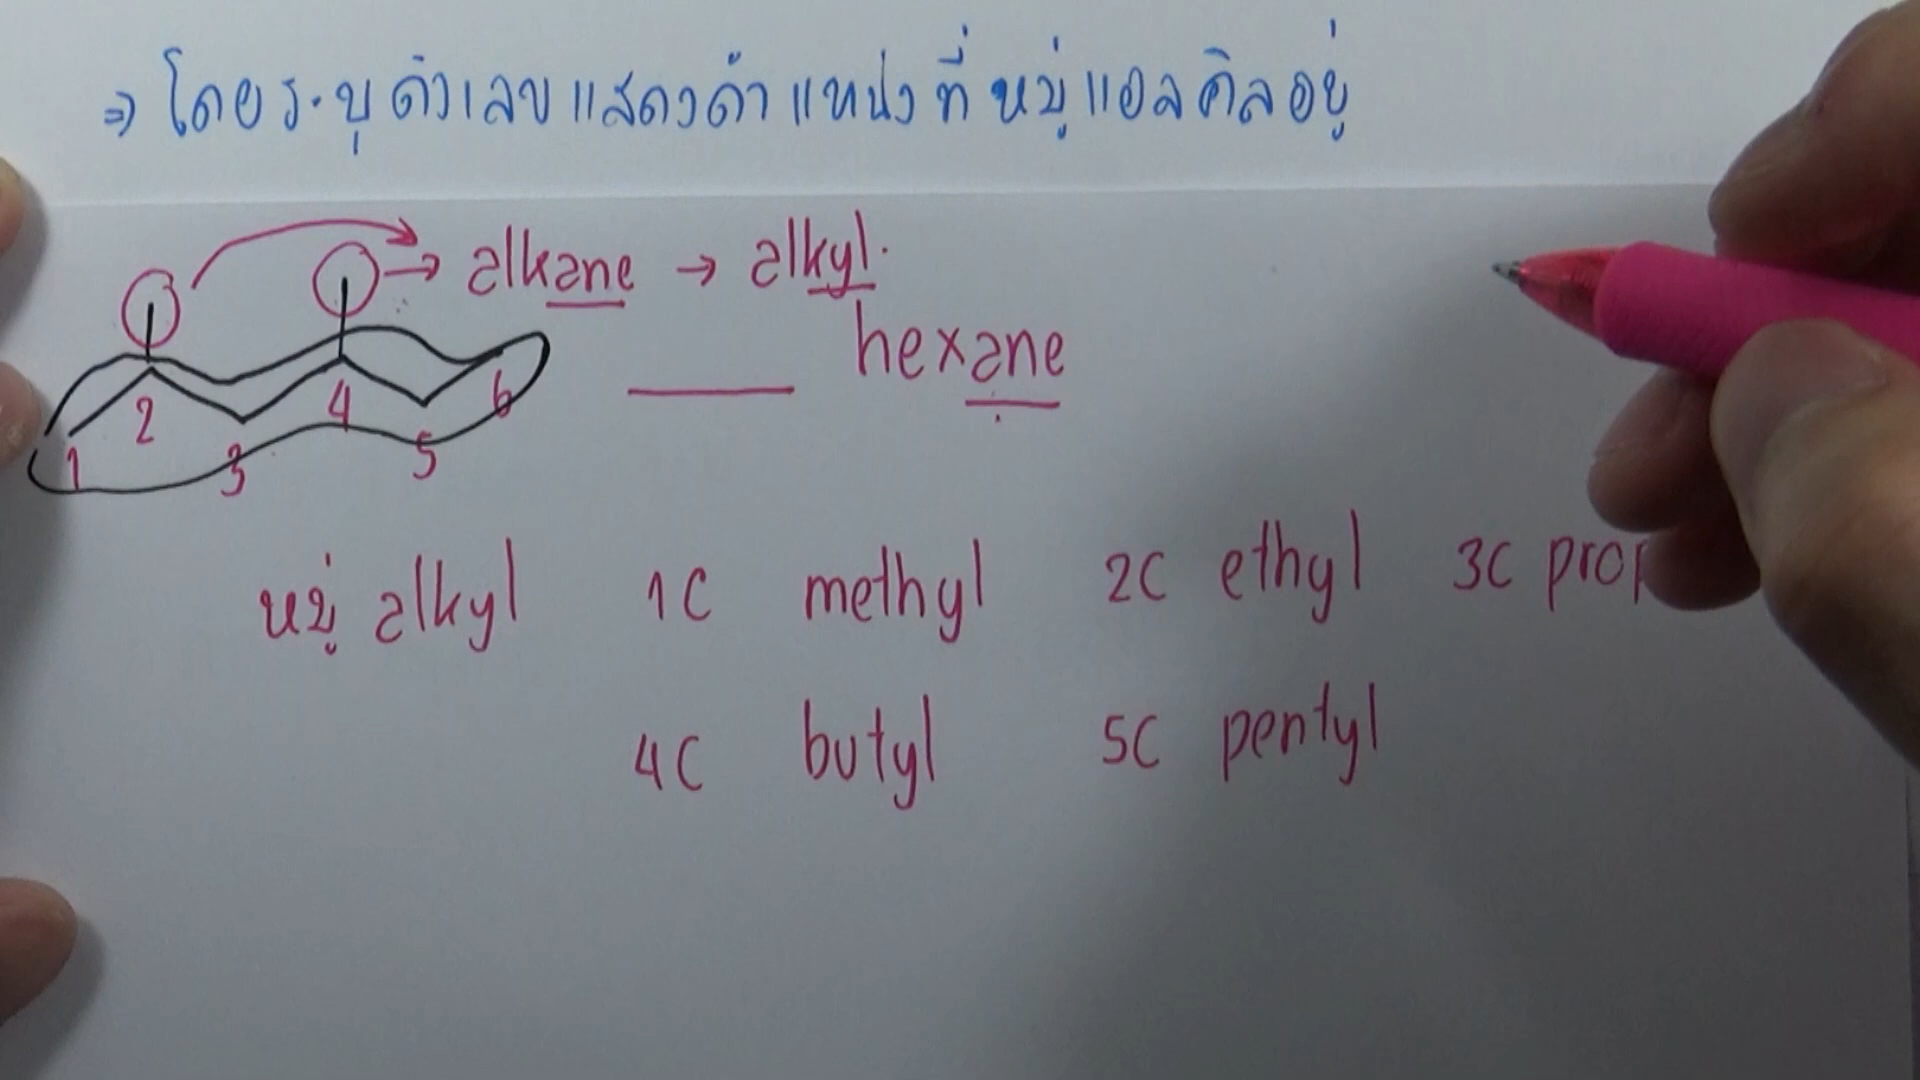 ⇒ โดยระบุตัวเลขแสดงตำแหน่งที่หมู่แอลคิลอยู่
→ alkane → alkyl.
hexane
1 2 3 4 5 6
หมู่ alkyl 1C methyl 2C ethyl 3C
4C butyl 5C pentyl